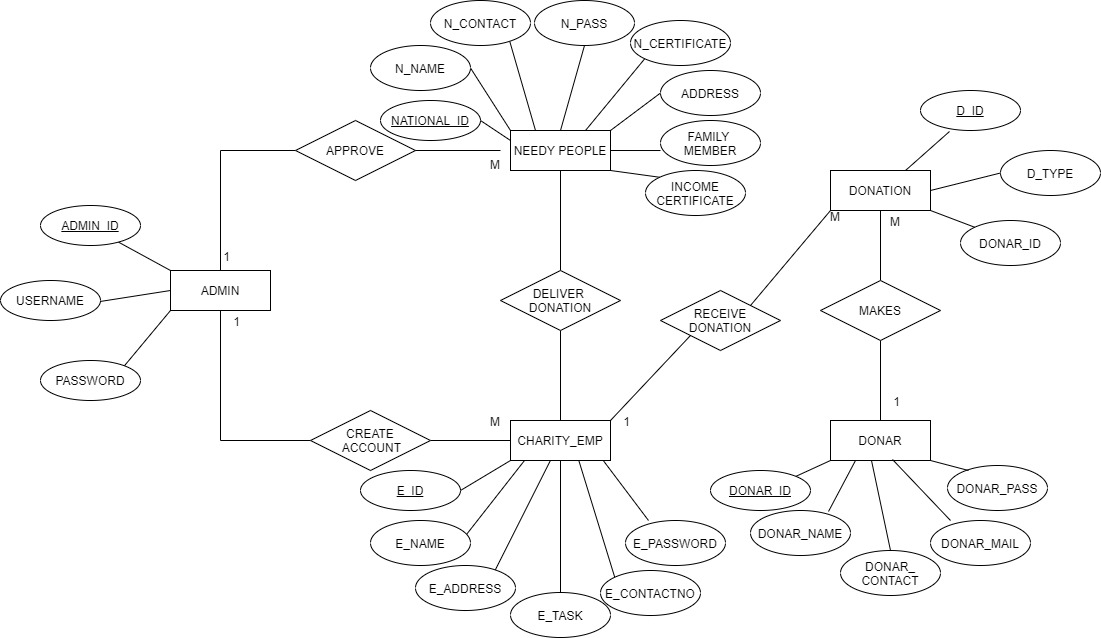 N_CONTACT
N_PASS
N_CERTIFICATE
N_NAME
ADDRESS
NATIONAL_ID
D_ID
APPROVE
M
NEEDY PEOPLE
FAMILY
MEMBER
D_TYPE
INCOME
CERTIFICATE
DONATION
M
M
ADMIN_ID
DONAR_ID
1
ADMIN
USERNAME
DELIVER
DONATION
RECEIVE
DONATION
MAKES
1
PASSWORD
1
M
1
CREATE
ACCOUNT
CHARITY_EMP
DONAR
E_ID
DONAR_ID
DONAR_PASS
E_NAME
E_PASSWORD
DONAR_NAME
DONAR_MAIL
DONAR_
CONTACT
E_ADDRESS
E_CONTACTNO
E_TASK